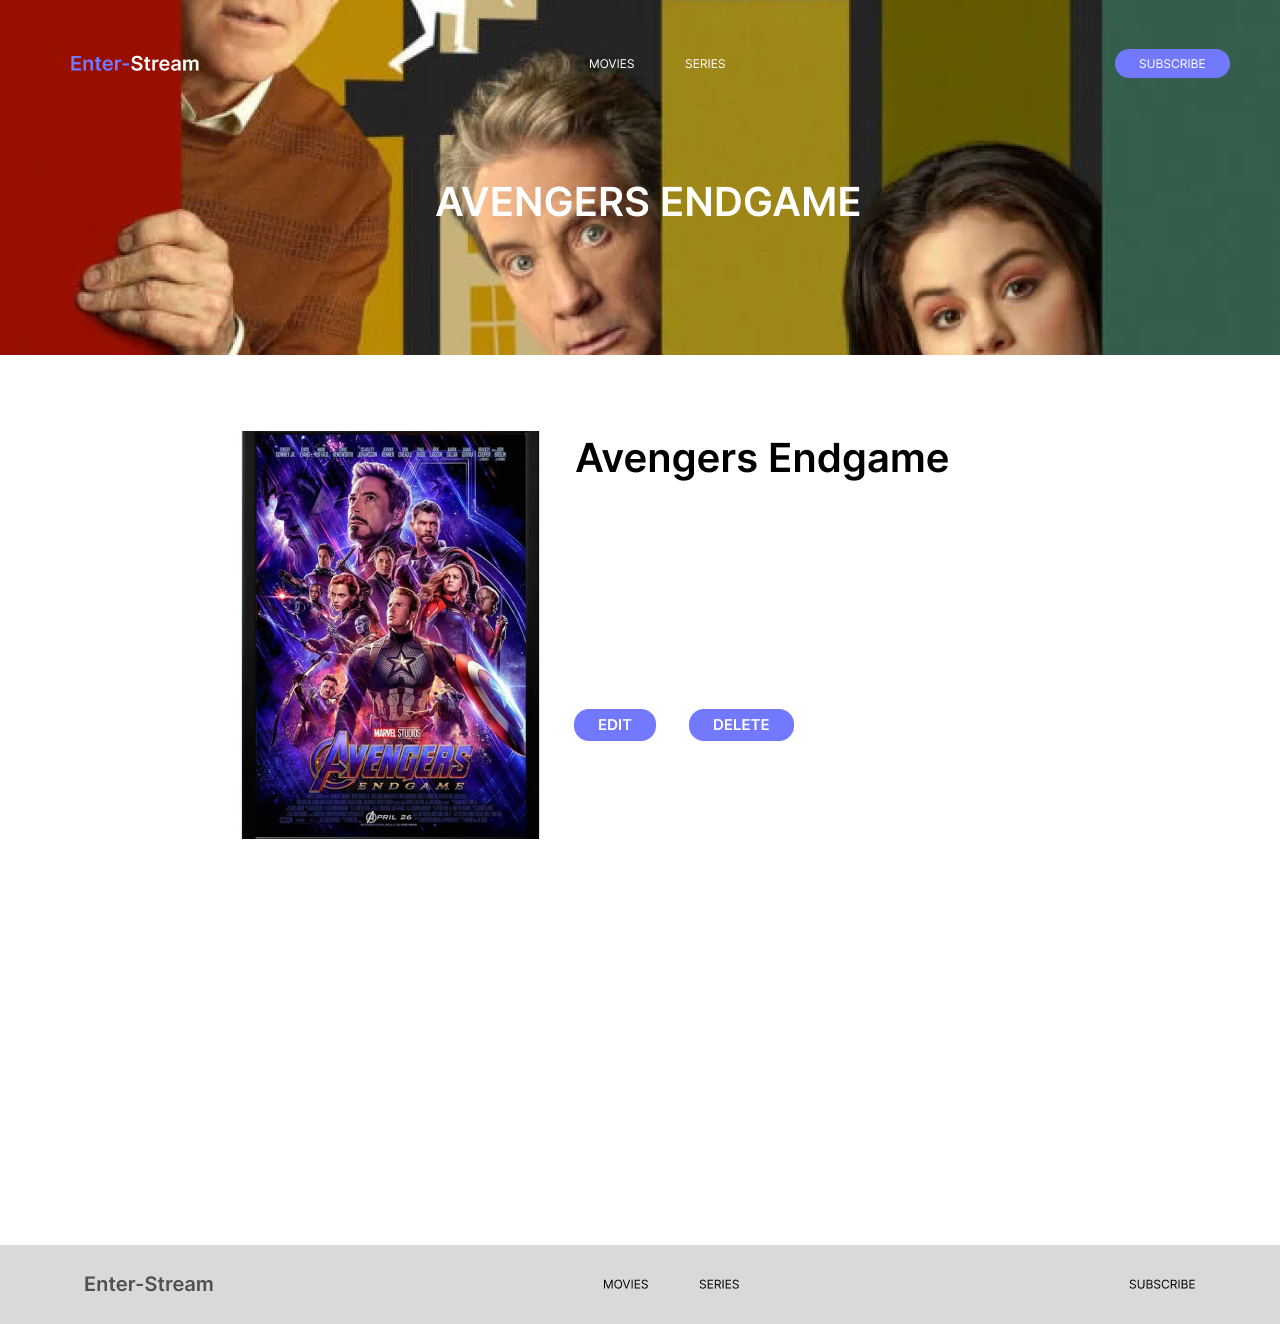 Enter-Stream
MOVIES
SERIES
SUBSCRIBE
AVENGERS ENDGAME
Avengers Endgame
EDIT
DELETE
MARVEL STUDIOS
AVENGERS
ENDGAME
APRIL 26
Enter-Stream
MOVIES
SERIES
SUBSCRIBE